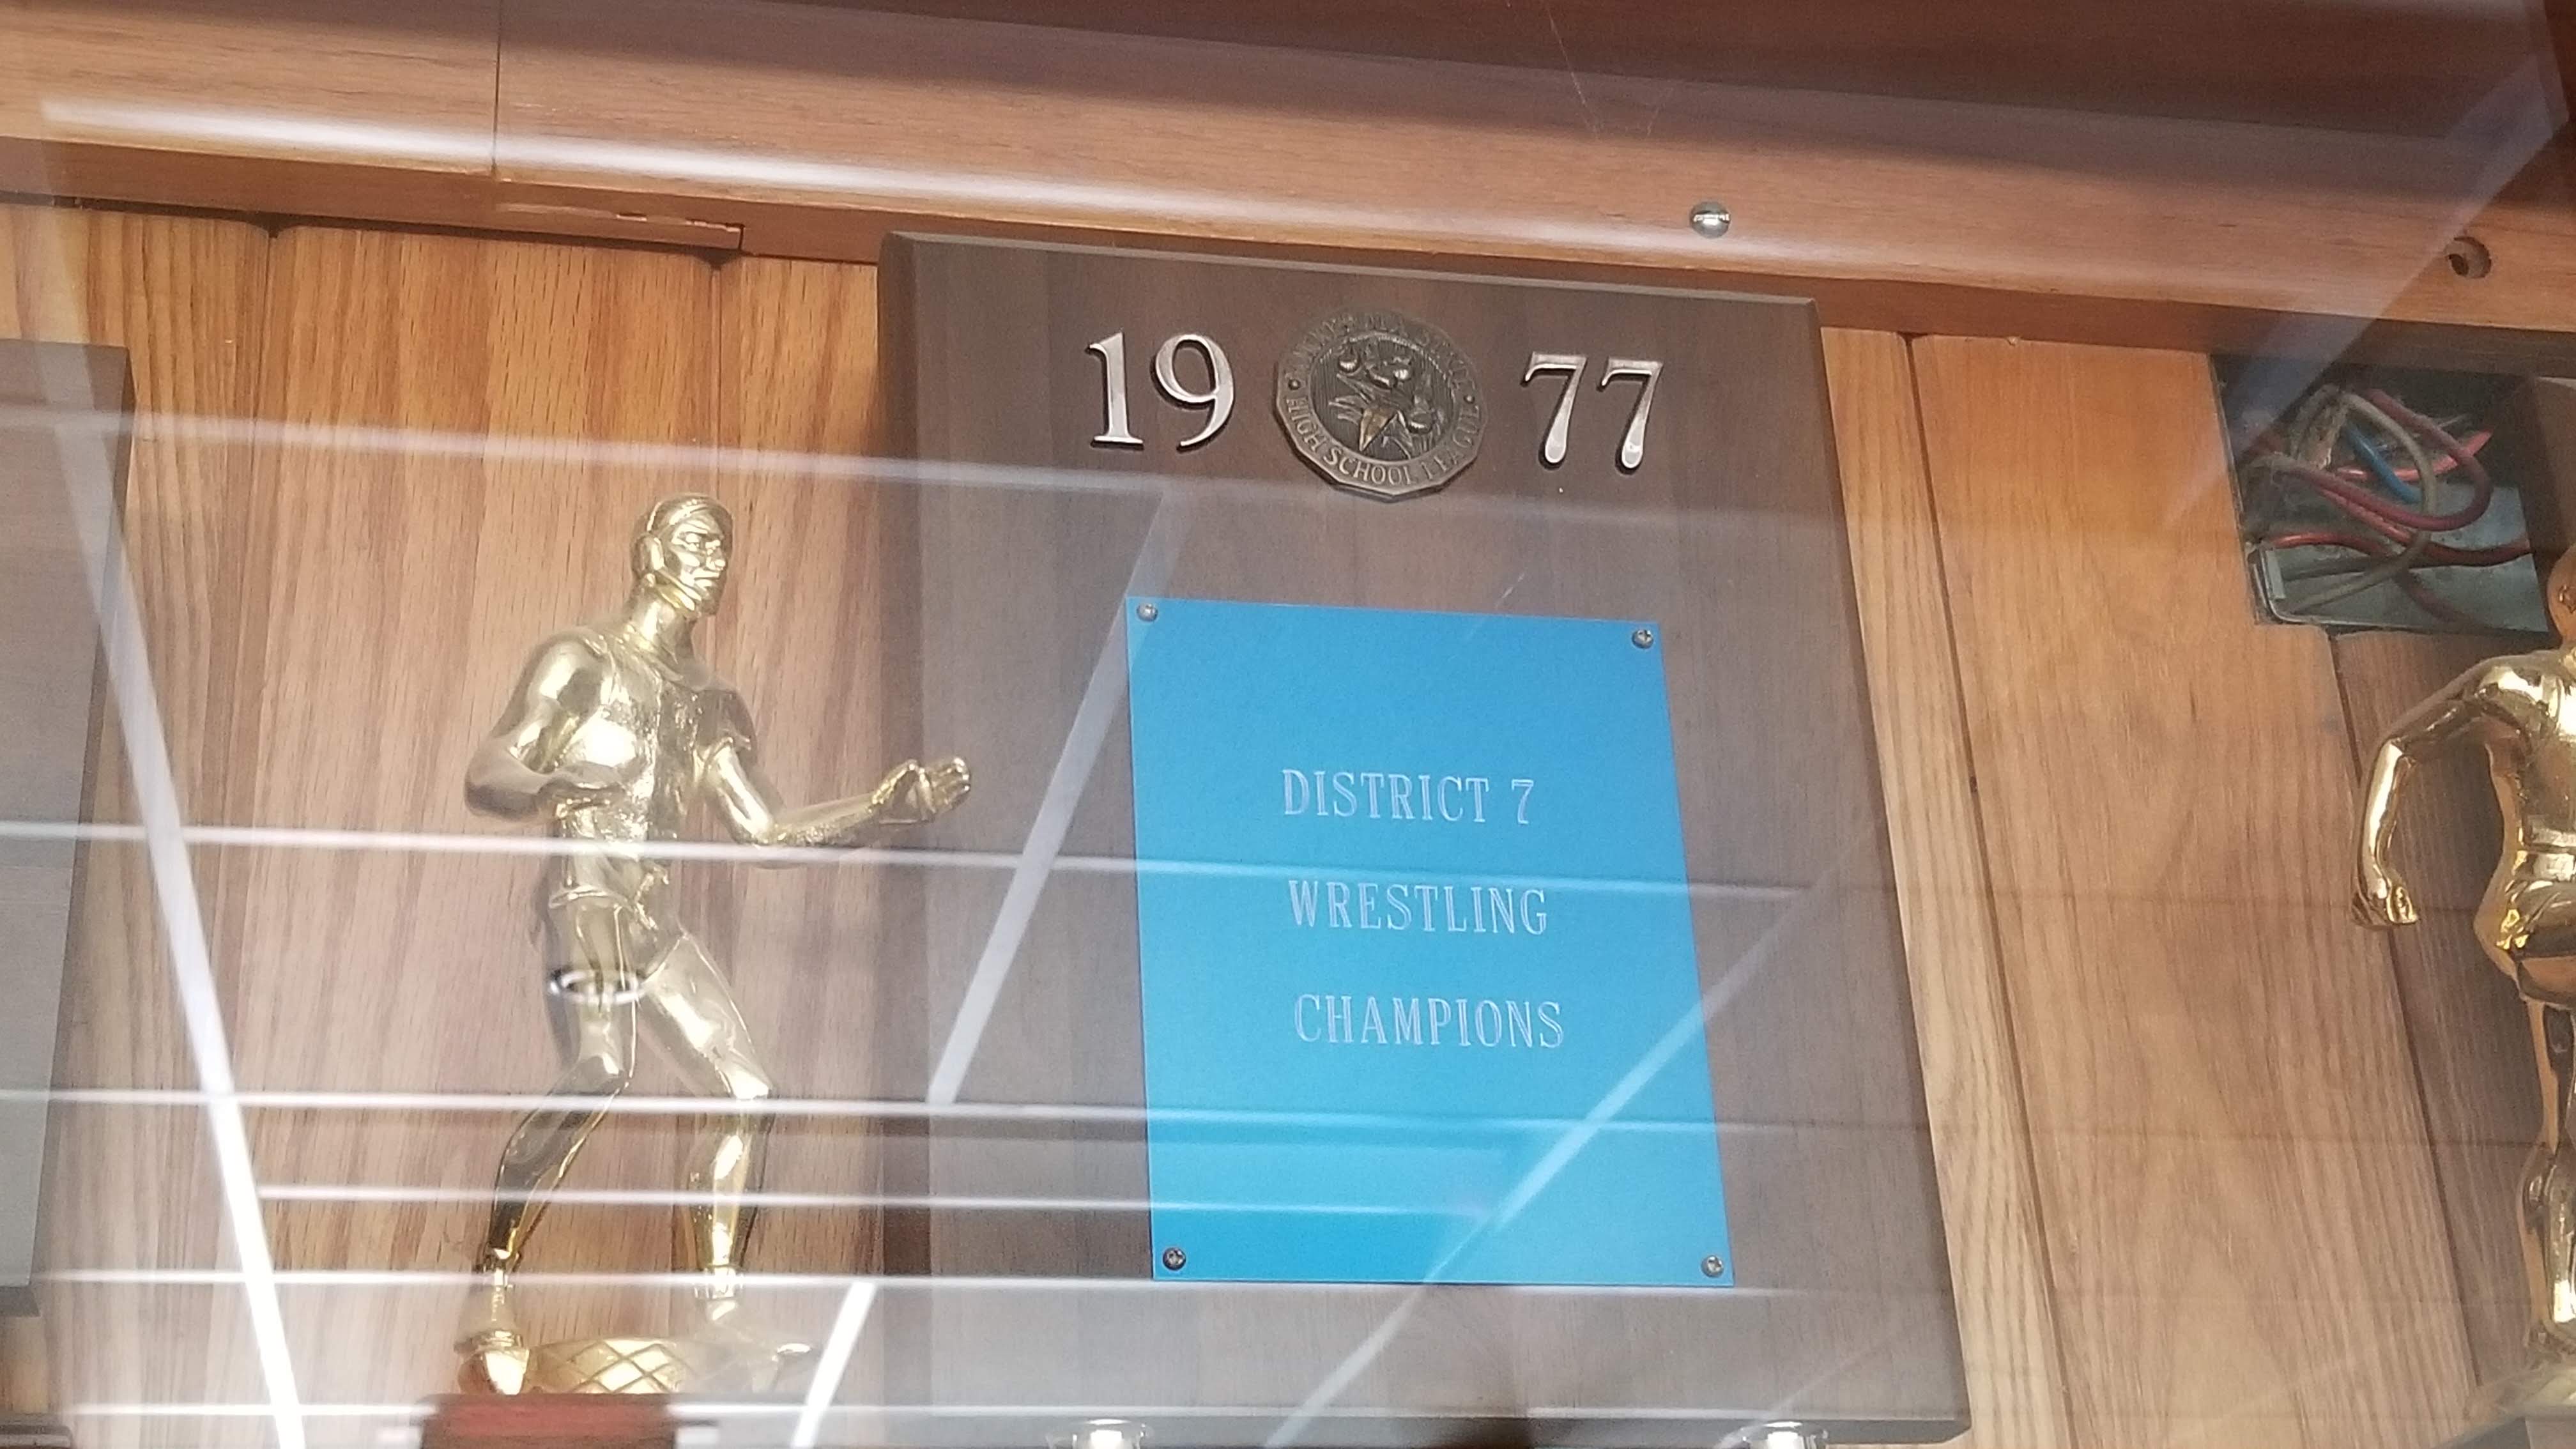 19 77
HIGH SCHOOL LEAGUE
DISTRICT 7
WRESTLING
CHAMPIONS